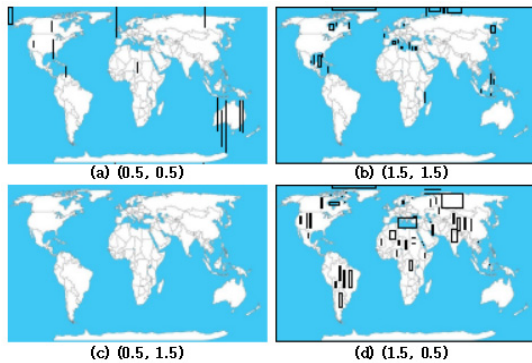 (a) (0.5, 0.5)
(b) (1.5, 1.5)
(c) (0.5, 1.5)
(d) (1.5, 0.5)